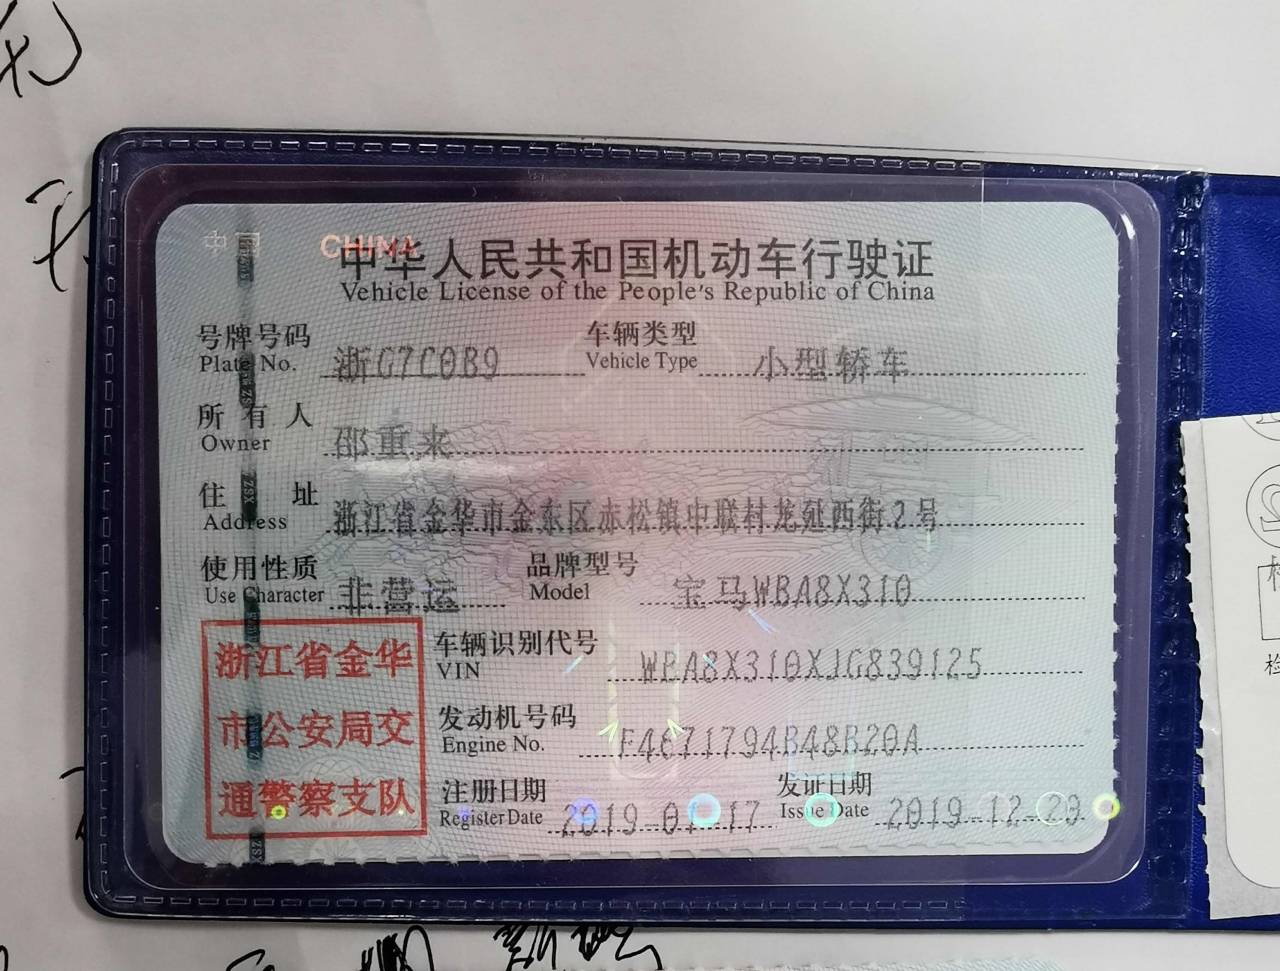 中国 CHINA
中华人民共和国机动车行驶证
Vehicle License of the People's Republic of China
号牌号码 浙G7C0B9 车辆类型 小型轿车
Plate No. Vehicle Type
所有人 邵重来
Owner
住址 浙江省金华市金东区赤松镇中联村龙延西街2号
Address
使用性质 非营运 品牌型号 宝马WBA8X310
Use Character Model
浙江省金华
市公安局交
通警察支队
车辆识别代号 WBA8X310XJG839125
VIN
发动机号码 F4671794B48B20A
Engine No.
注册日期 2019-01-17 发证日期 2019-12-20
Register Date Issue Date